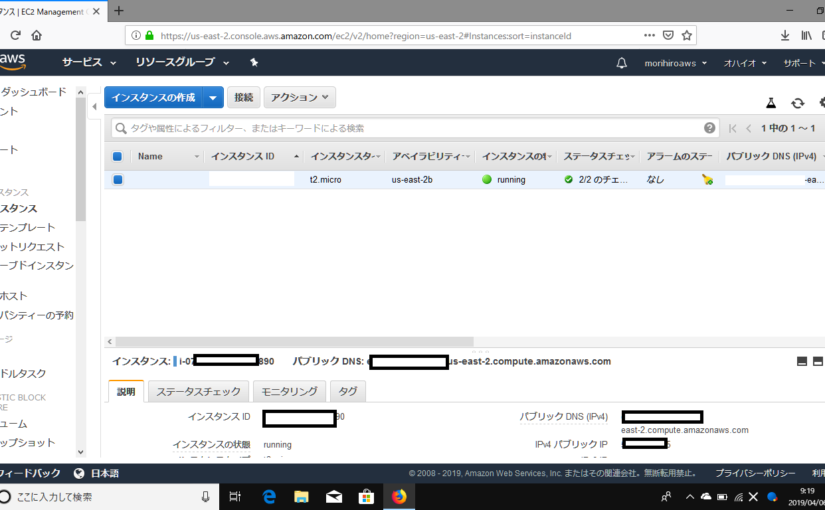 ンス | EC2 Management
https://us-east-2.console.aws.amazon.com/ec2/v2/home?region=us-east-2#Instances:sort=instanceId
aws サービス リソースグループ morihiroaws オハイオ サポート
ダッシュボード
ント
ート
スタンス
スタンス
テンプレート
ットリクエスト
ーブドインスタン
ホスト
パシティーの予約
ージ
ドルタスク
STIC BLOCK
RE
ューム
ップショット
インスタンスの作成 接続 アクション
タグや属性によるフィルター、またはキーワードによる検索 1 中の 1 ~ 1
Name インスタンス ID インスタンスタ アベイラビリティ インスタンスの ステータスチェッ アラームのステー パブリック DNS (IPv4)
t2.micro us-east-2b running 2/2 のチェ... なし -ea...
インスタンス: i-07 890 パブリック DNS: us-east-2.compute.amazonaws.com
説明 ステータスチェック モニタリング タグ
インスタンス ID 90
インスタンスの状態 running
パブリック DNS (IPv4)
east-2.compute.amazonaws.com
IPv4 パブリック IP
フィードバック 日本語 © 2008 - 2019, Amazon Web Services, Inc. またはその関連会社。無断転用禁止。 プライバシーポリシー 利用
ここに入力して検索
9:19
2019/04/06